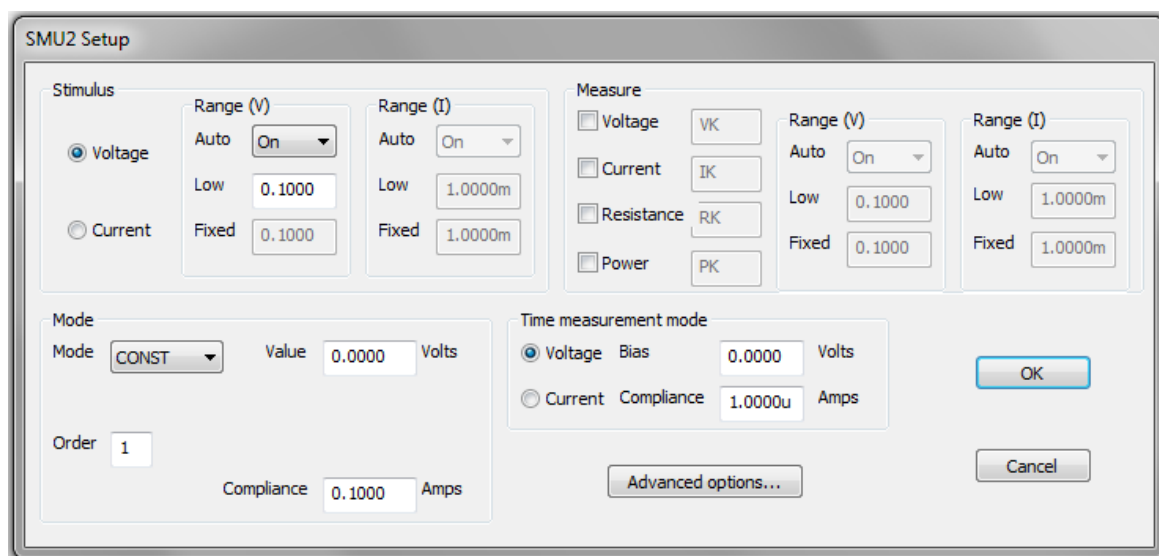 SMU2 Setup
Stimulus
Range (V)
Range (I)
Voltage
Current
Auto On
Low 0.1000
Fixed 0.1000
Auto On
Low 1.0000m
Fixed 1.0000m
Measure
Voltage VK
Current IK
Resistance RK
Power PK
Range (V)
Auto On
Low 0.1000
Fixed 0.1000
Range (I)
Auto On
Low 1.0000m
Fixed 1.0000m
Mode
Mode CONST Value 0.0000 Volts
Order 1
Compliance 0.1000 Amps
Time measurement mode
Voltage Bias 0.0000 Volts
Current Compliance 1.0000u Amps
Advanced options...
OK
Cancel